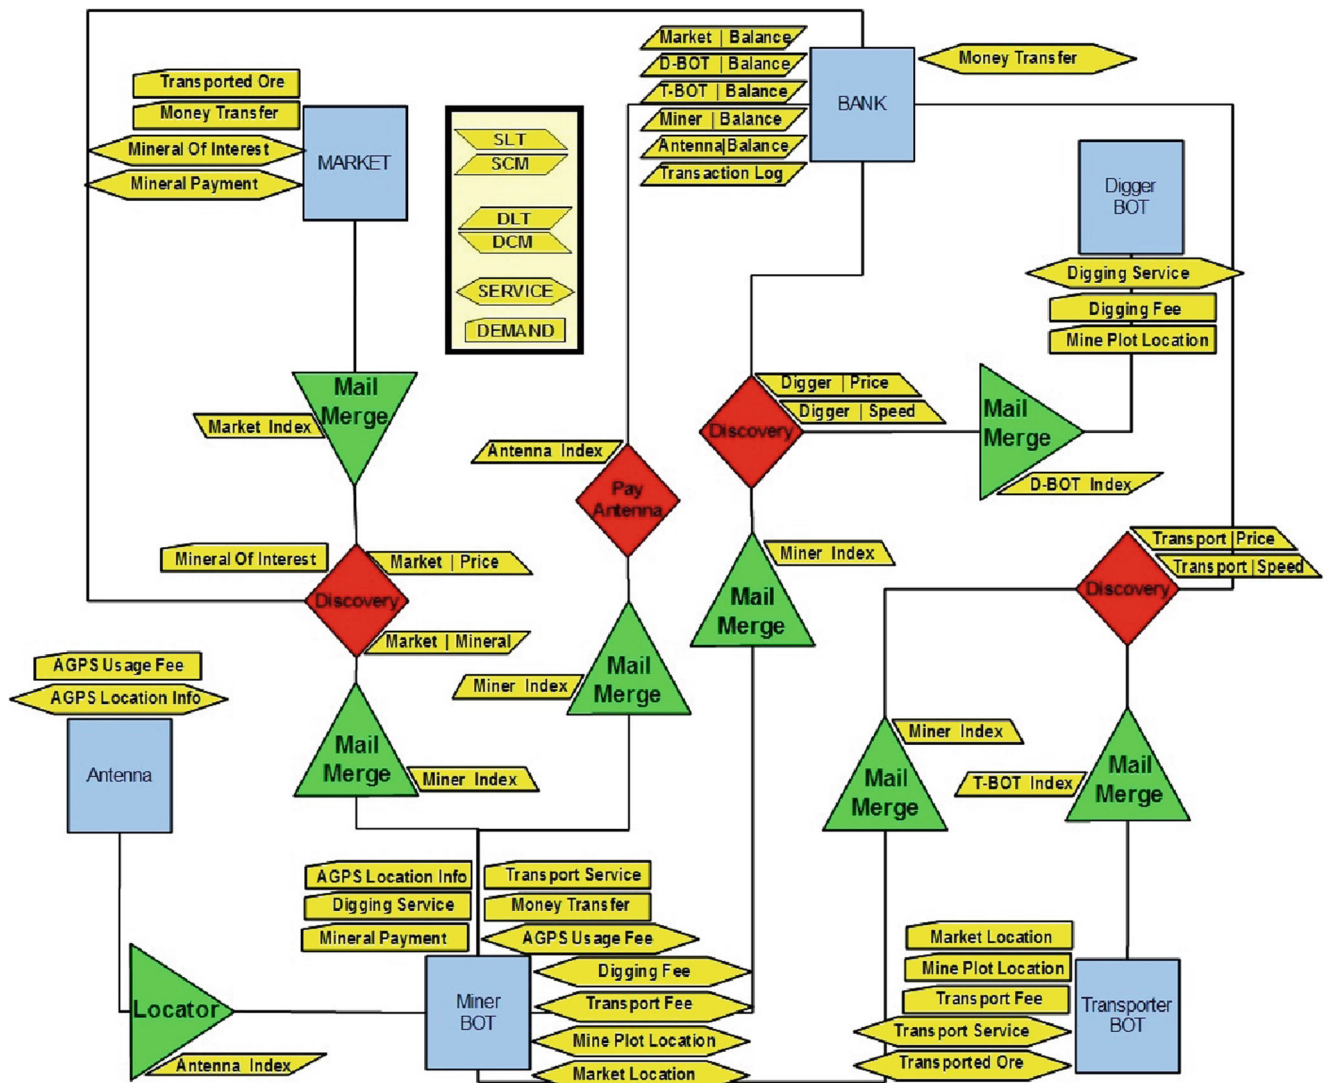 Market | Balance
D-BOT | Balance
T-BOT | Balance
Miner | Balance
Antenna|Balance
Transaction Log
BANK
Money Transfer
Transported Ore
Money Transfer
Mineral Of Interest
Mineral Payment
MARKET
SLT
SCM
DLT
DCM
SERVICE
DEMAND
Digger
BOT
Digging Service
Digging Fee
Mine Plot Location
Mail
Merge
Market Index
Antenna Index
Pay
Antenna
Digger | Price
Digger | Speed
Discovery
Mail
Merge
D-BOT Index
Mineral Of Interest
Market | Price
Discovery
Market | Mineral
Miner Index
Mail
Merge
Transport |Price
Transport |Speed
Discovery
AGPS Usage Fee
AGPS Location Info
Antenna
Miner Index
Mail
Merge
Mail
Merge
Miner Index
Miner Index
Mail
Merge
T-BOT Index
Mail
Merge
AGPS Location Info
Digging Service
Mineral Payment
Transport Service
Money Transfer
AGPS Usage Fee
Miner
BOT
Digging Fee
Transport Fee
Mine Plot Location
Market Location
Locator
Antenna Index
Market Location
Mine Plot Location
Transport Fee
Transport Service
Transported Ore
Transporter
BOT